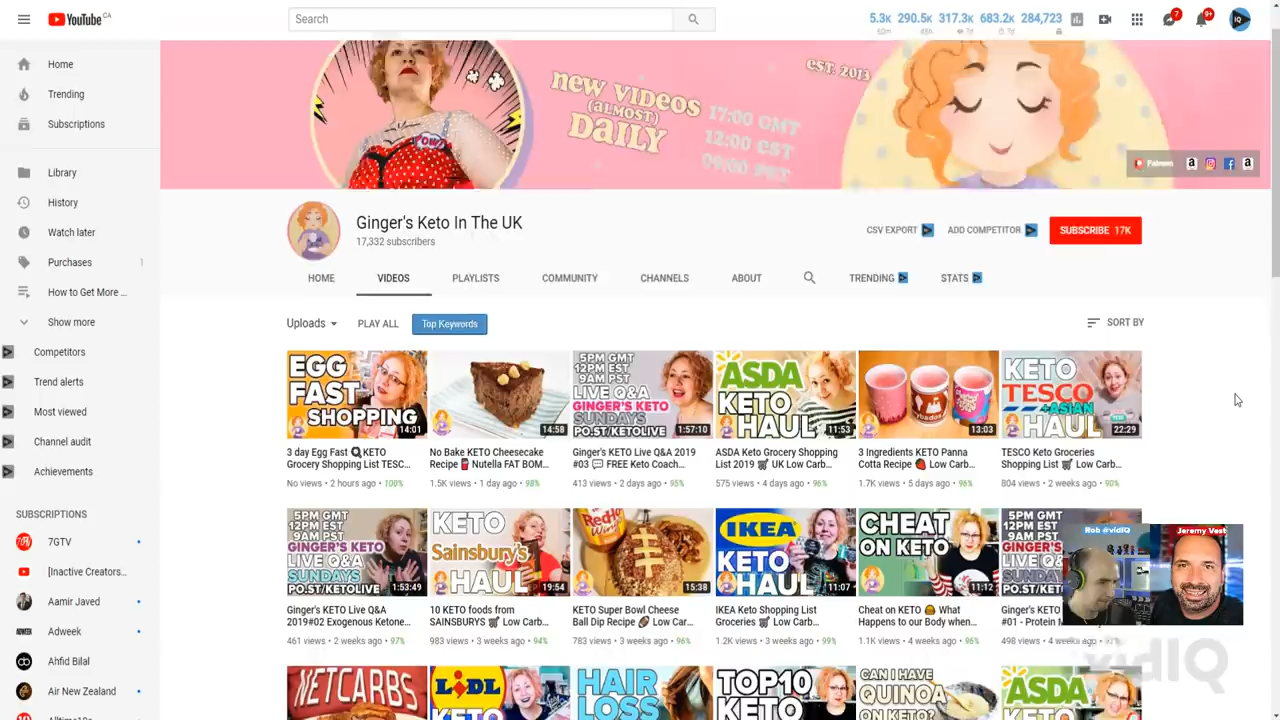 YouTube CA
Search
5.3K 290.5K 317.3K 683.2K 284,723
60m 48h 7d
7
9+
IQ
Home
Trending
Subscriptions
Library
History
Watch later
Purchases 1
How to Get More ...
Show more
Competitors
Trend alerts
Most viewed
Channel audit
Achievements
SUBSCRIPTIONS
7GTV
[Inactive Creators...
Aamir Javed
Adweek
Ahfid Bilal
Air New Zealand
POW!
new VIDEOS
(ALMOST)
DAILY
17:00 GMT
12:00 EST
09:00 PST
EST. 2013
Patreon
Ginger's Keto In The UK
17,332 subscribers
CSV EXPORT
ADD COMPETITOR
SUBSCRIBE 17K
HOME
VIDEOS
PLAYLISTS
COMMUNITY
CHANNELS
ABOUT
TRENDING
STATS
Uploads
PLAY ALL
Top Keywords
SORT BY
EGG
FAST
SHOPPING
14:01
3 day Egg Fast KETO
Grocery Shopping List TESC...
No views • 2 hours ago • 100%
14:58
No Bake KETO Cheesecake
Recipe Nutella FAT BOM...
1.5K views • 1 day ago • 98%
5PM GMT
12PM EST
9AM PST
LIVE Q&A
GINGER'S KETO
SUNDAYS
PO.ST/KETOLIVE
1:57:10
Ginger's KETO Live Q&A 2019
#03 FREE Keto Coach...
413 views • 2 days ago • 95%
ASDA
KETO
HAUL
11:53
ASDA Keto Grocery Shopping
List 2019 UK Low Carb...
575 views • 4 days ago • 96%
13:03
3 Ingredients KETO Panna
Cotta Recipe Low Carb...
1.7K views • 5 days ago • 96%
KETO
TESCO
+ASIAN
HAUL
22:29
TESCO Keto Groceries
Shopping List Low Carb...
804 views • 2 weeks ago • 90%
5PM GMT
12PM EST
9AM PST
LIVE Q&A
GINGER'S KETO
SUNDAYS
PO.ST/KETOLIVE
1:53:49
Ginger's KETO Live Q&A
2019#02 Exogenous Ketone...
461 views • 2 weeks ago • 97%
KETO
Sainsbury's
HAUL
19:54
10 KETO foods from
SAINSBURYS Low Carb...
983 views • 3 weeks ago • 94%
RedHot
15:38
KETO Super Bowl Cheese
Ball Dip Recipe Low Car...
783 views • 3 weeks ago • 96%
IKEA
KETO
HAUL
11:07
IKEA Keto Shopping List
Groceries Low Carb...
1.2K views • 3 weeks ago • 99%
CHEAT
ON KETO
11:12
Cheat on KETO What
Happens to our Body when...
1.1K views • 4 weeks ago • 96%
5PM GMT
12PM EST
Ginger's K
#01 - Protein
498 views • 4 weeks ago
Rob @vidIQ
Jeremy Vest
vidIQ
NETCARBS
LIDL
KETO
HAIR
LOSS
TOP10
KETO
CAN I HAVE
QUINOA
ON KETO?
ASDA
KETO